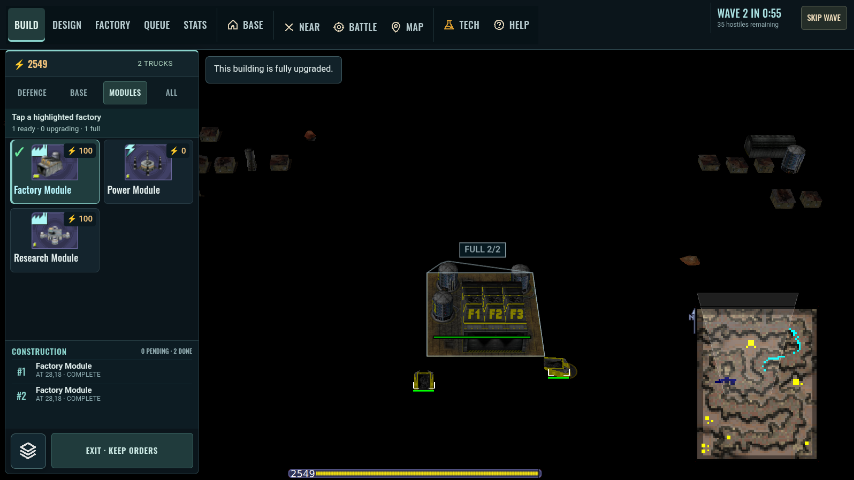 BUILD
DESIGN
FACTORY
QUEUE
STATS
BASE
NEAR
BATTLE
MAP
TECH
HELP
WAVE 2 IN 0:55
35 hostiles remaining
SKIP WAVE
2549
2 TRUCKS
DEFENCE
BASE
MODULES
ALL
Tap a highlighted factory
1 ready · 0 upgrading · 1 full
100
Factory Module
0
Power Module
100
Research Module
This building is fully upgraded.
FULL 2/2
F1 F2 F3
N
CONSTRUCTION
0 PENDING · 2 DONE
#1
Factory Module
AT 28,18 · COMPLETE
#2
Factory Module
AT 28,18 · COMPLETE
EXIT · KEEP ORDERS
2549